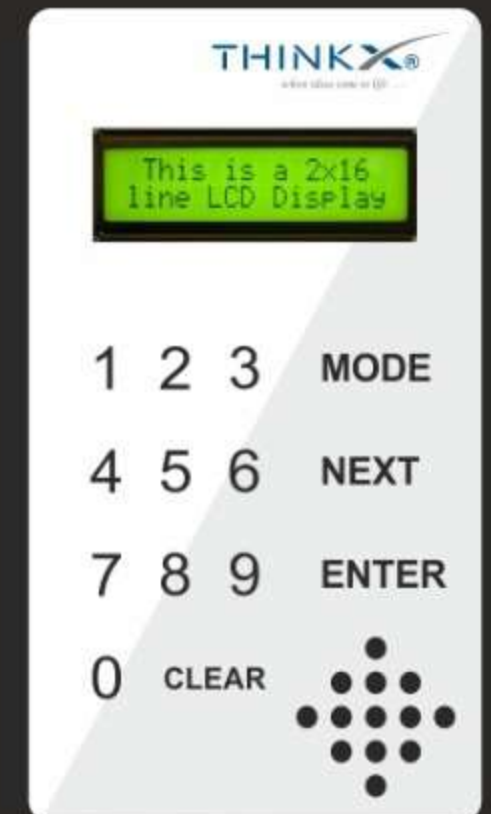 THINKX®
This is a 2x16
line LCD Display
1 2 3 MODE
4 5 6 NEXT
7 8 9 ENTER
0 CLEAR